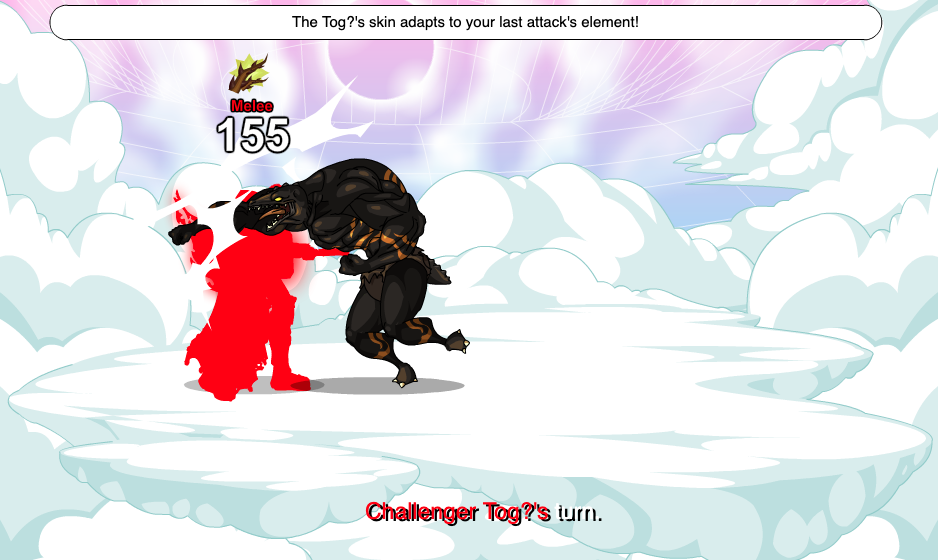 The Tog?'s skin adapts to your last attack's element!
Melee
155
Challenger Tog?'s turn.